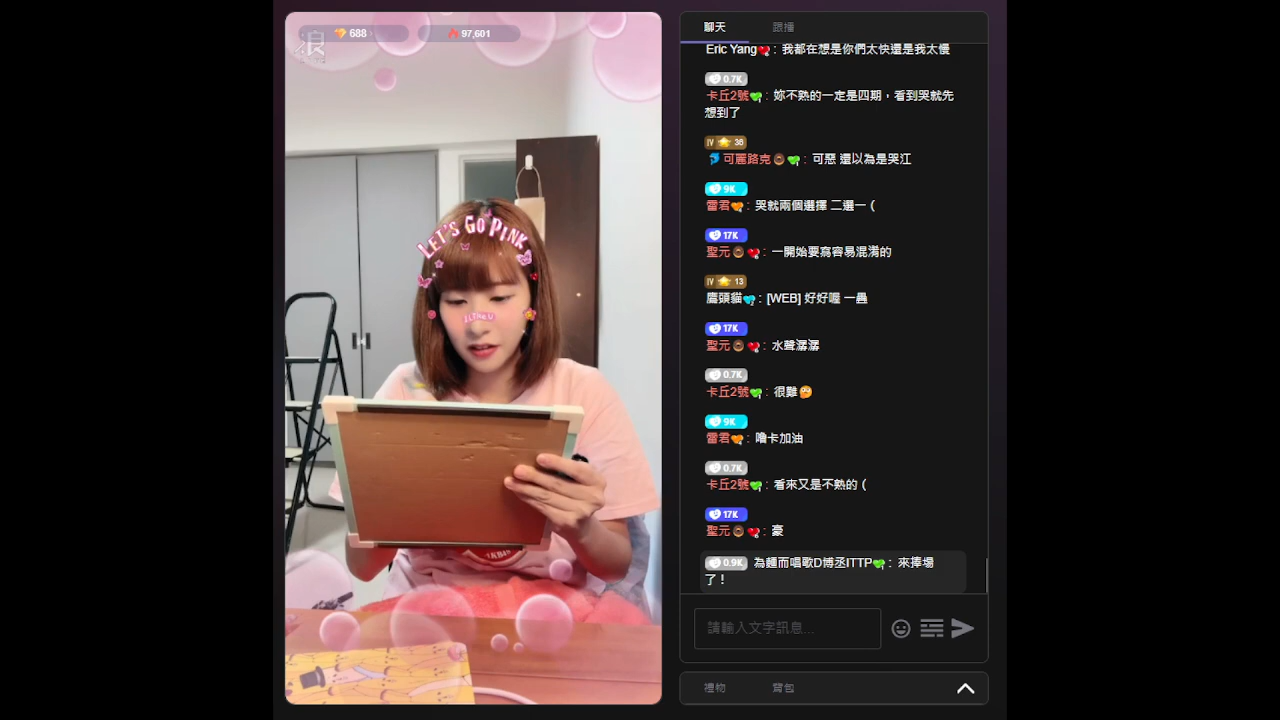 浪
688
97,601
LET'S GO PINK
聊天
跟播
Eric Yang: 我都在想是你們太快還是我太慢
0.7K
卡丘2號: 妳不熟的一定是四期，看到哭就先
想到了
IV 36
可麗路克: 可惡 還以為是哭江
9K
雷君: 哭就兩個選擇 二選一 (
17K
聖元: 一開始要寫容易混淆的
IV 13
鷹頭貓: [WEB] 好好喔 一疊
17K
聖元: 水聲潺潺
0.7K
卡丘2號: 很難
9K
雷君: 嚕卡加油
0.7K
卡丘2號: 看來又是不熟的 (
17K
聖元: 豪
0.9K 為麵而唱歌D博丞ITTP: 來捧場
了！
請輸入文字訊息...
禮物
背包